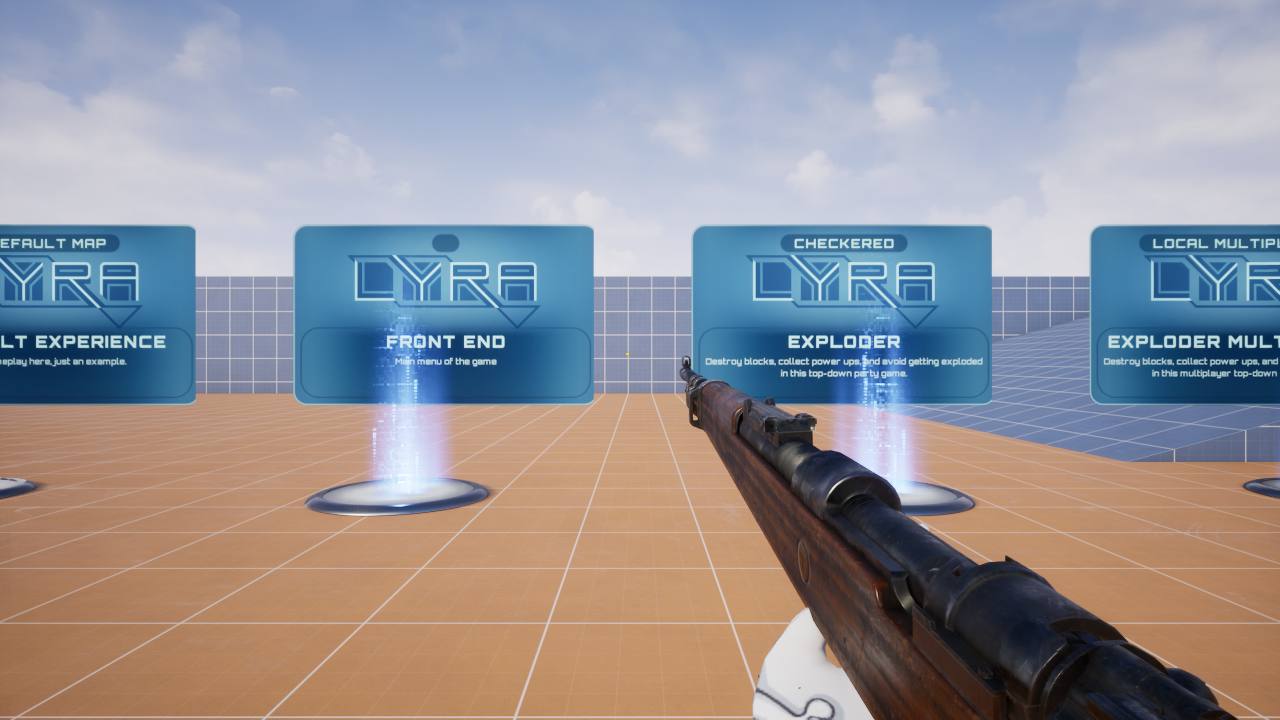 EFAULT MAP
LYRA
LT EXPERIENCE
eplay here, just an example.
LYRA
FRONT END
Main menu of the game
CHECKERED
LYRA
EXPLODER
Destroy blocks, collect power ups, and avoid getting exploded
in this top-down party game.
LOCAL MULTIPL
LYR
EXPLODER MULT
Destroy blocks, collect power ups, and
in this multiplayer top-down